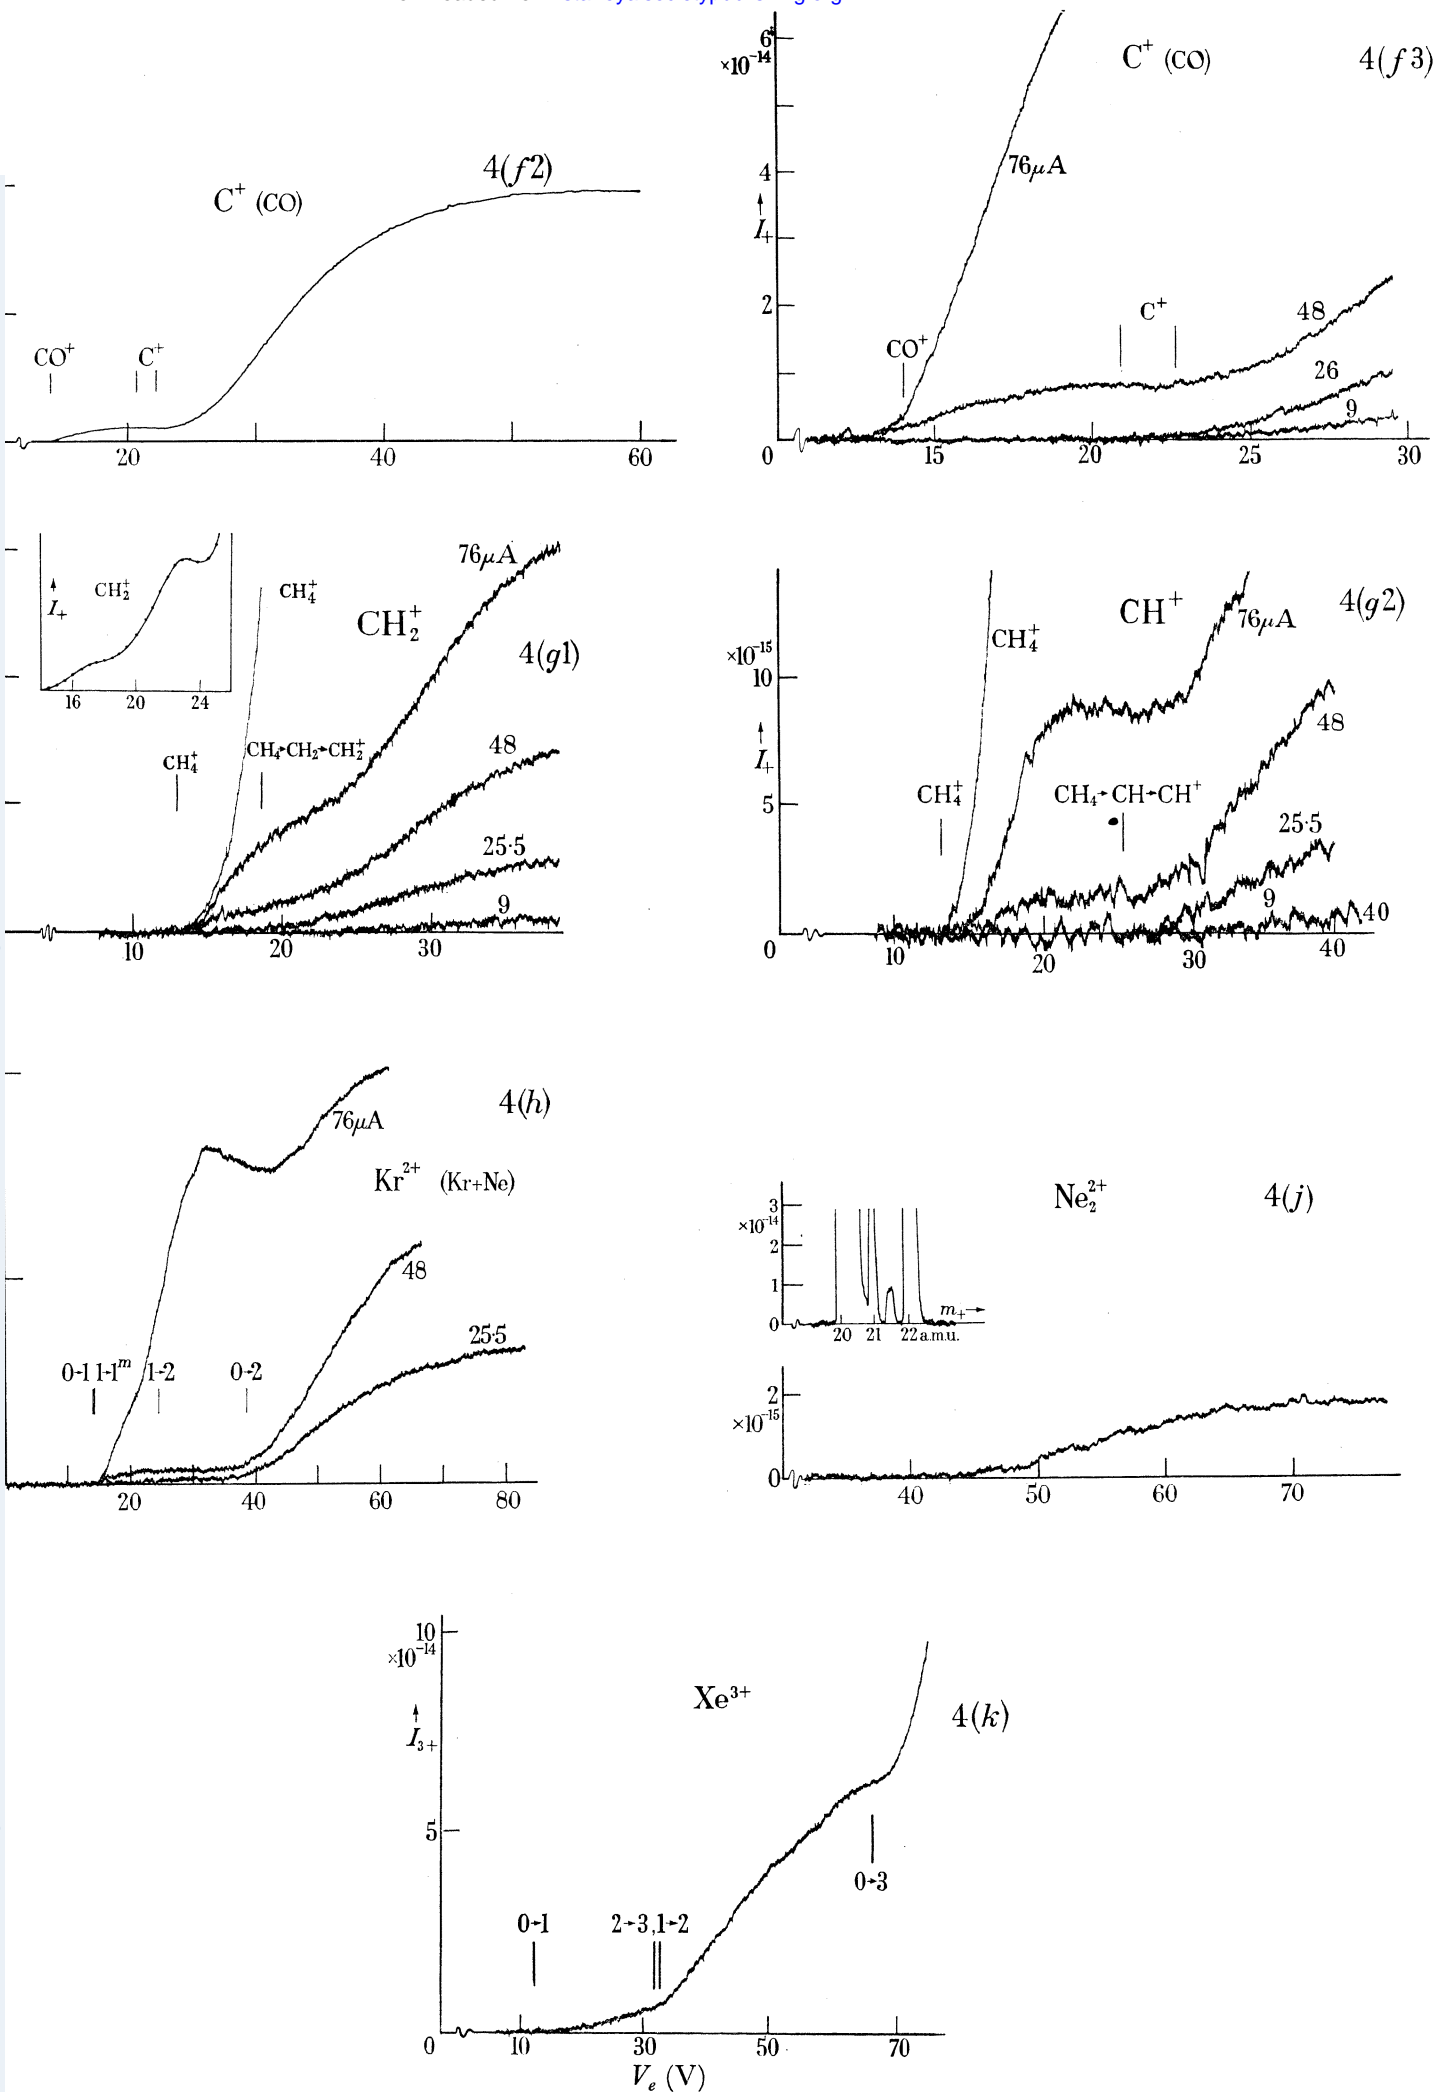 C⁺ (CO)
4(f2)
CO⁺
C⁺
20
40
60
6
×10⁻¹⁴
C⁺ (CO)
4(f3)
76μA
4
I₊
2
CO⁺
C⁺
48
26
9
0
15
20
25
30
I₊
CH₂⁺
16
20
24
CH₄⁺
CH₂⁺
76μA
4(g1)
CH₄⁺
CH₄→CH₂→CH₂⁺
48
25·5
9
10
20
30
CH⁺
4(g2)
76μA
CH₄⁺
×10⁻¹⁵
10
I₊
5
CH₄⁺
CH₄→CH→CH⁺
48
25·5
9
40
0
10
20
30
40
4(h)
76μA
Kr²⁺ (Kr+Ne)
48
25·5
0→1 1→1ᵐ
1→2
0→2
20
40
60
80
Ne₂²⁺
4(j)
3
×10⁻¹⁴
2
1
0
m₊→
20
21
22 a.m.u.
2
×10⁻¹⁵
0
40
50
60
70
10
×10⁻¹⁴
Xe³⁺
4(k)
I₃₊
5
0→3
0→1
2→3, 1→2
0
10
30
50
70
Vₑ (V)